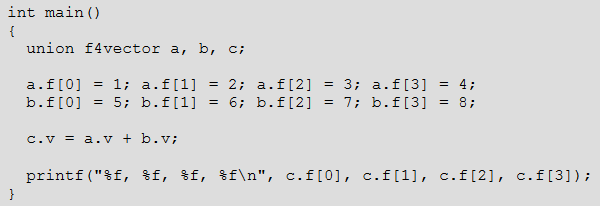 int main()
{
  union f4vector a, b, c;

  a.f[0] = 1; a.f[1] = 2; a.f[2] = 3; a.f[3] = 4;
  b.f[0] = 5; b.f[1] = 6; b.f[2] = 7; b.f[3] = 8;

  c.v = a.v + b.v;

  printf("%f, %f, %f, %f\n", c.f[0], c.f[1], c.f[2], c.f[3]);
}